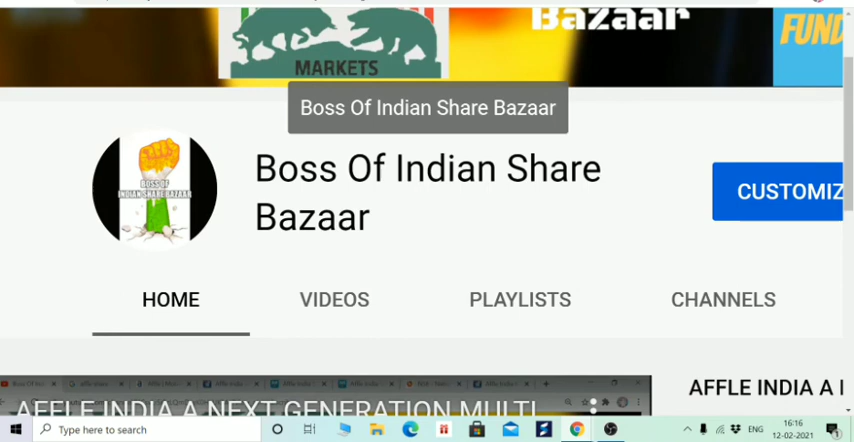 Bazaar
FUND
MARKETS
Boss Of Indian Share Bazaar
Boss Of Indian Share
Bazaar
BOSS OF
INDIAN SHARE BAZAAR
CUSTOMIZ
HOME VIDEOS PLAYLISTS CHANNELS
AFFLE INDIA A
AFFLE INDIA A NEXT GENERATION MULTI
Type here to search
ENG
16:16
12-02-2021